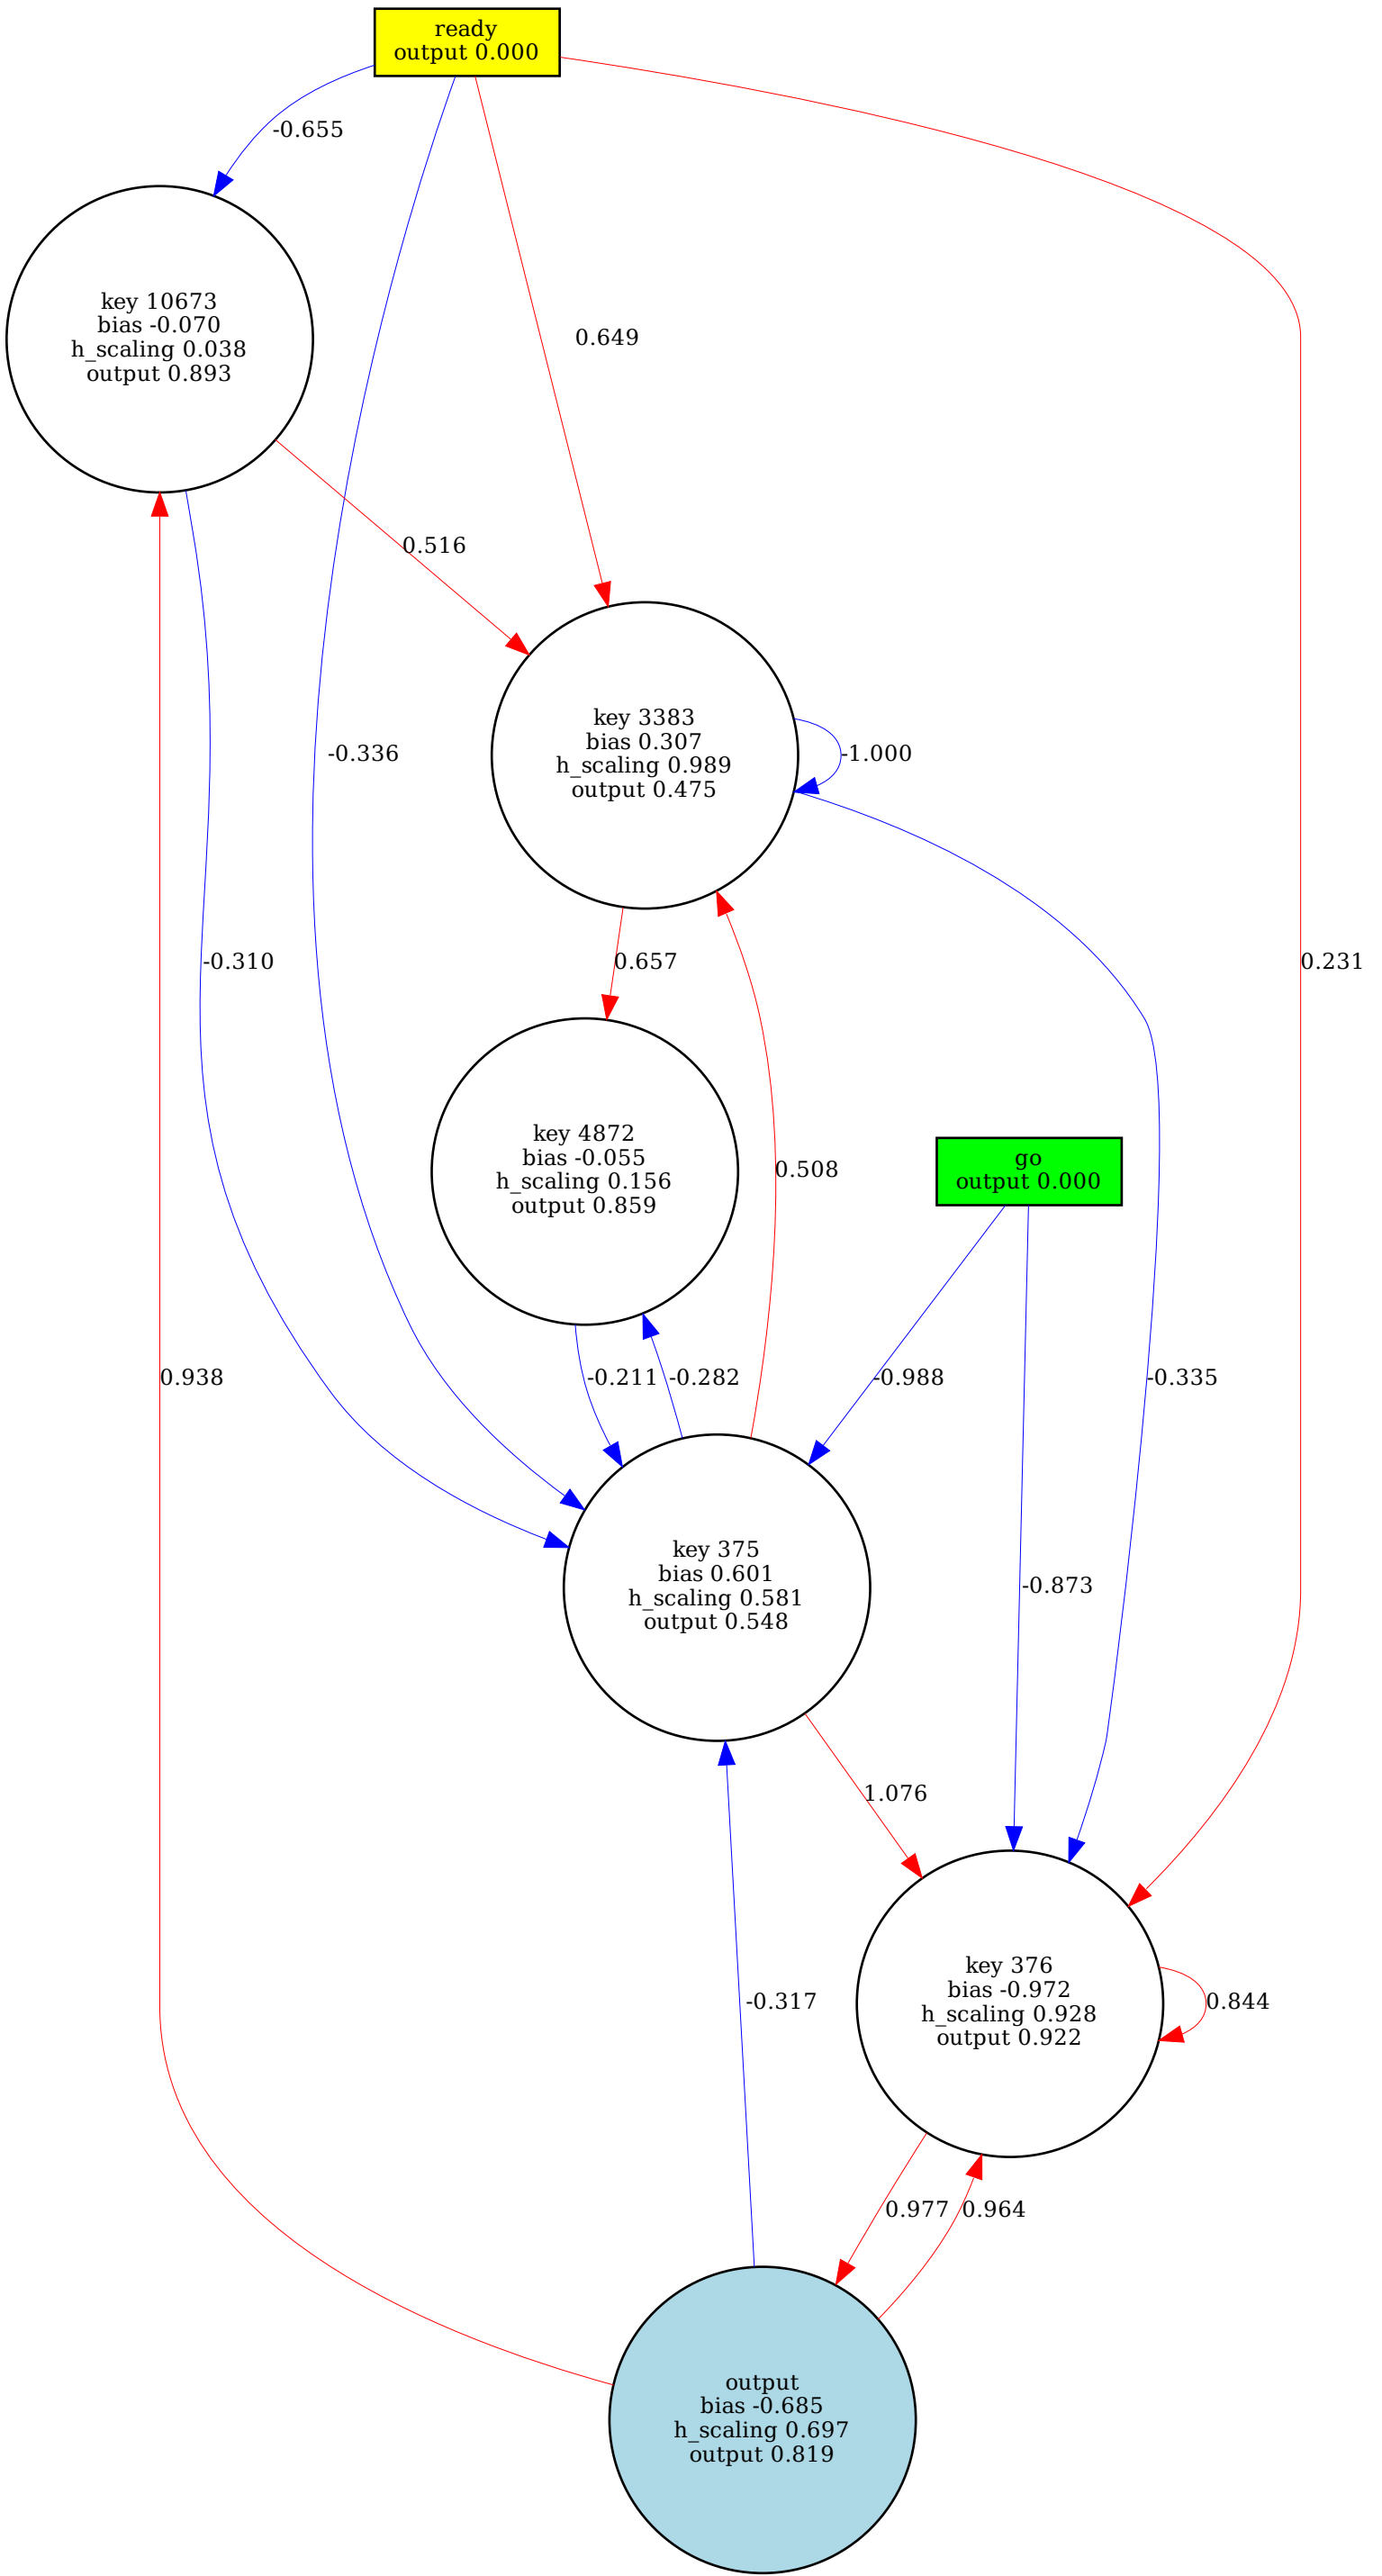 ready
output 0.000
-0.655
key 10673
bias -0.070
h_scaling 0.038
output 0.893
0.649
0.516
key 3383
bias 0.307
h_scaling 0.989
output 0.475
-0.336
-1.000
-0.310
0.657
0.231
key 4872
bias -0.055
h_scaling 0.156
output 0.859
0.508
go
output 0.000
0.938
-0.211
-0.282
-0.988
-0.335
key 375
bias 0.601
h_scaling 0.581
output 0.548
-0.873
1.076
key 376
bias -0.972
h_scaling 0.928
output 0.922
-0.317
0.844
0.977
0.964
output
bias -0.685
h_scaling 0.697
output 0.819